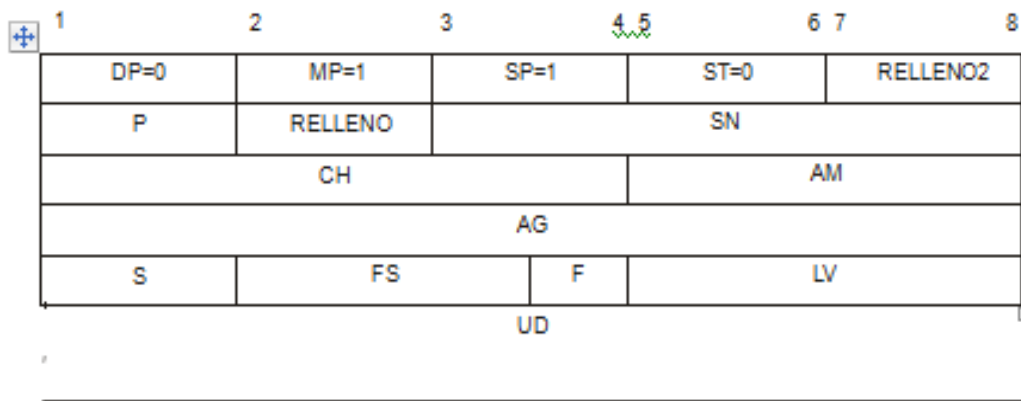 1 2 3 4 5 6 7 8
DP=0 MP=1 SP=1 ST=0 RELLENO2
P RELLENO SN
CH AM
AG
S FS F LV
UD